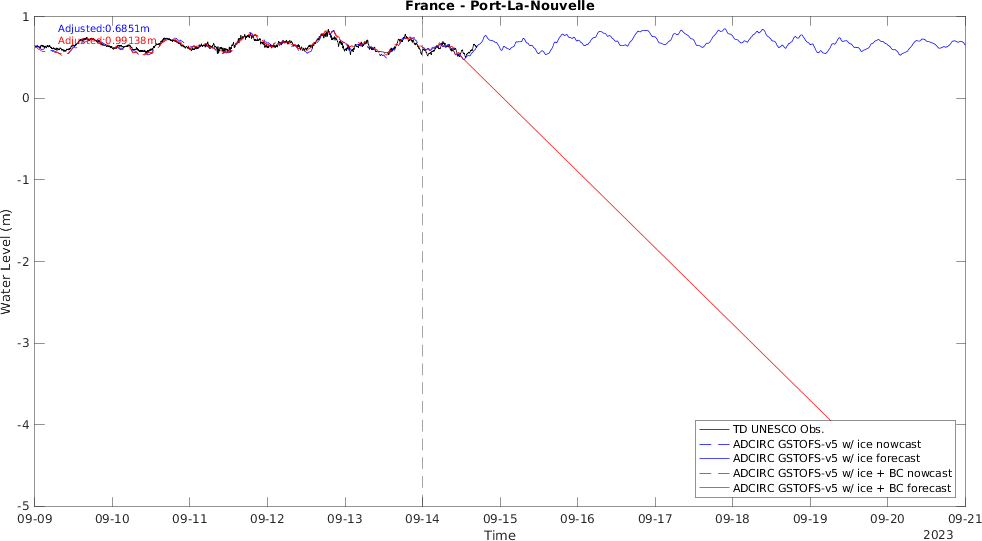 France - Port-La-Nouvelle
Adjusted:0.6851m
Adjusted:0.99138m
1
0
-1
-2
-3
-4
-5
Water Level (m)
TD UNESCO Obs.
ADCIRC GSTOFS-v5 w/ ice nowcast
ADCIRC GSTOFS-v5 w/ ice forecast
ADCIRC GSTOFS-v5 w/ ice + BC nowcast
ADCIRC GSTOFS-v5 w/ ice + BC forecast
09-09 09-10 09-11 09-12 09-13 09-14 09-15 09-16 09-17 09-18 09-19 09-20 09-21
Time
2023